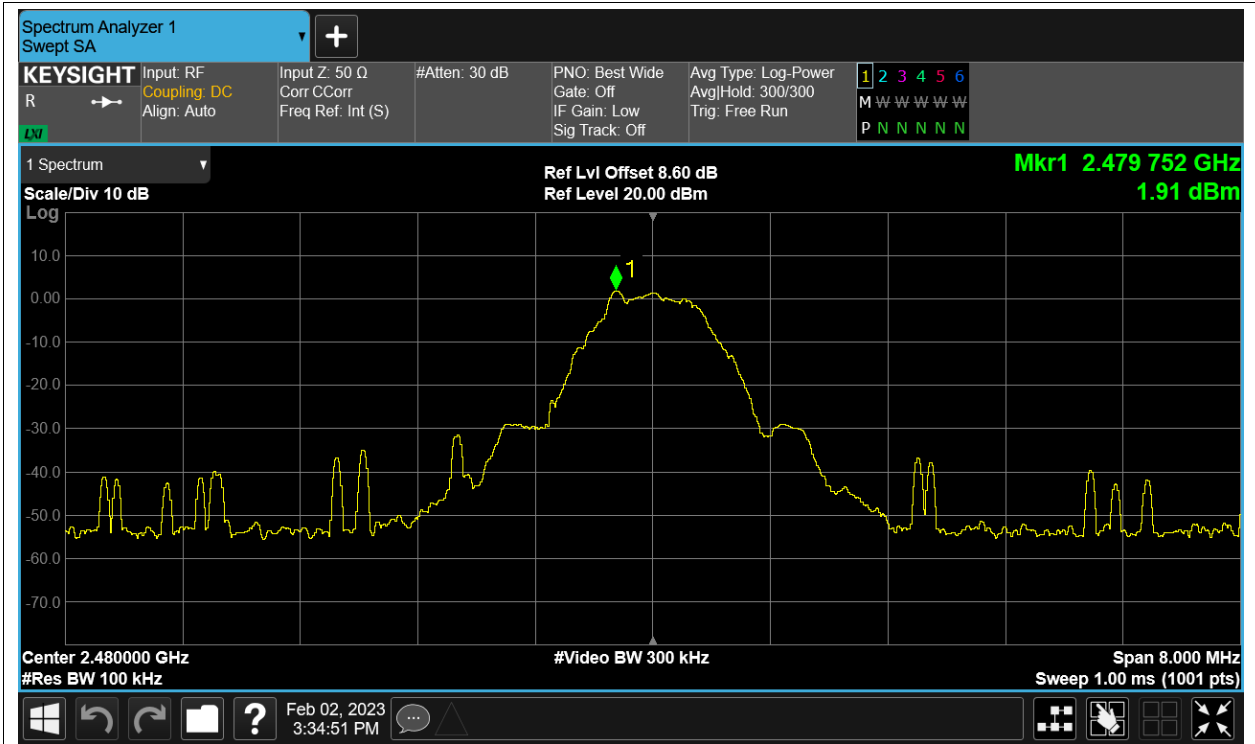 Spectrum Analyzer 1
Swept SA
KEYSIGHT
R
LXI
Input: RF
Coupling: DC
Align: Auto
Input Z: 50 Ω
Corr CCorr
Freq Ref: Int (S)
#Atten: 30 dB
PNO: Best Wide
Gate: Off
IF Gain: Low
Sig Track: Off
Avg Type: Log-Power
Avg|Hold: 300/300
Trig: Free Run
1 2 3 4 5 6
M W W W W W W
P N N N N N N
1 Spectrum
Scale/Div 10 dB
Log
Ref Lvl Offset 8.60 dB
Ref Level 20.00 dBm
Mkr1 2.479 752 GHz
1.91 dBm
1
10.0
0.00
-10.0
-20.0
-30.0
-40.0
-50.0
-60.0
-70.0
Center 2.480000 GHz
#Video BW 300 kHz
Span 8.000 MHz
#Res BW 100 kHz
Sweep 1.00 ms (1001 pts)
?
Feb 02, 2023
3:34:51 PM